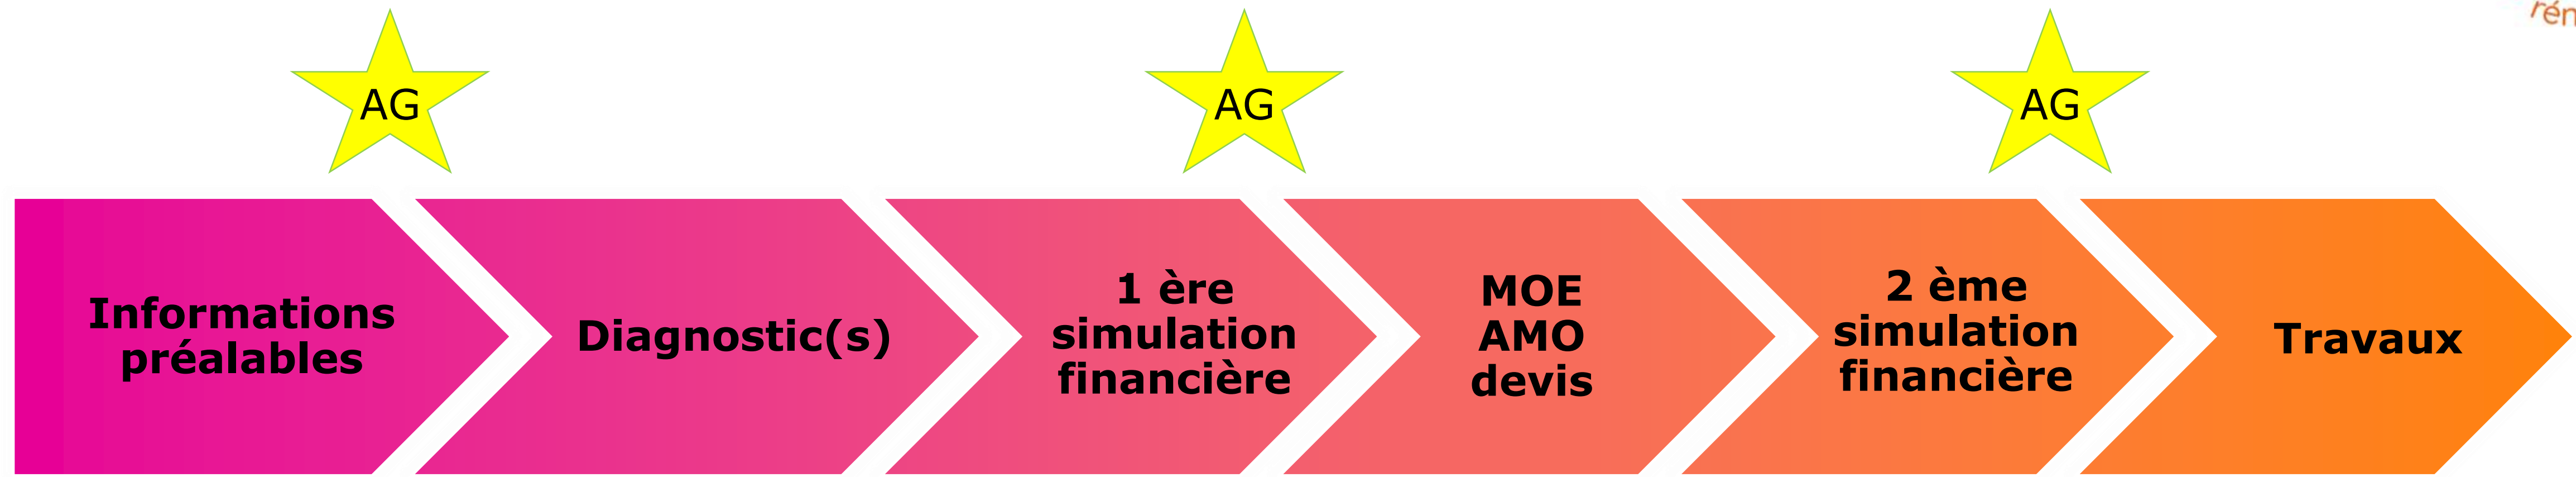 AG
AG
AG
Informations
préalables
Diagnostic(s)
1 ère
simulation
financière
MOE
AMO
devis
2 ème
simulation
financière
Travaux